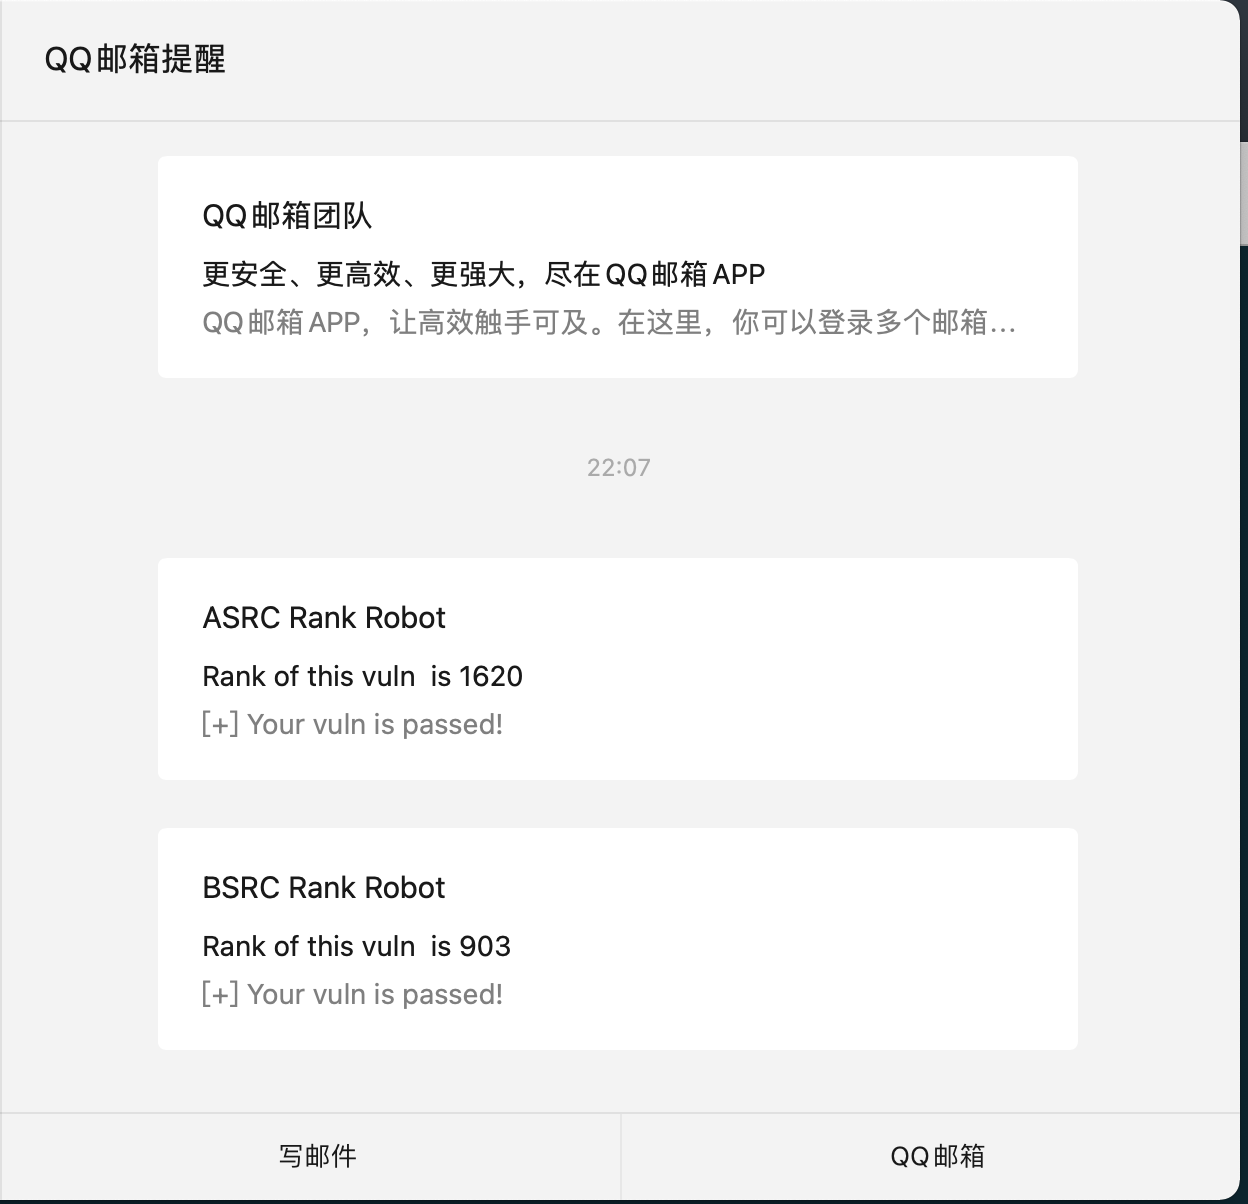 QQ邮箱提醒
QQ邮箱团队
更安全、更高效、更强大，尽在QQ邮箱APP
QQ邮箱APP，让高效触手可及。在这里，你可以登录多个邮箱...
22:07
ASRC Rank Robot
Rank of this vuln  is 1620
[+] Your vuln is passed!
BSRC Rank Robot
Rank of this vuln  is 903
[+] Your vuln is passed!
写邮件
QQ邮箱